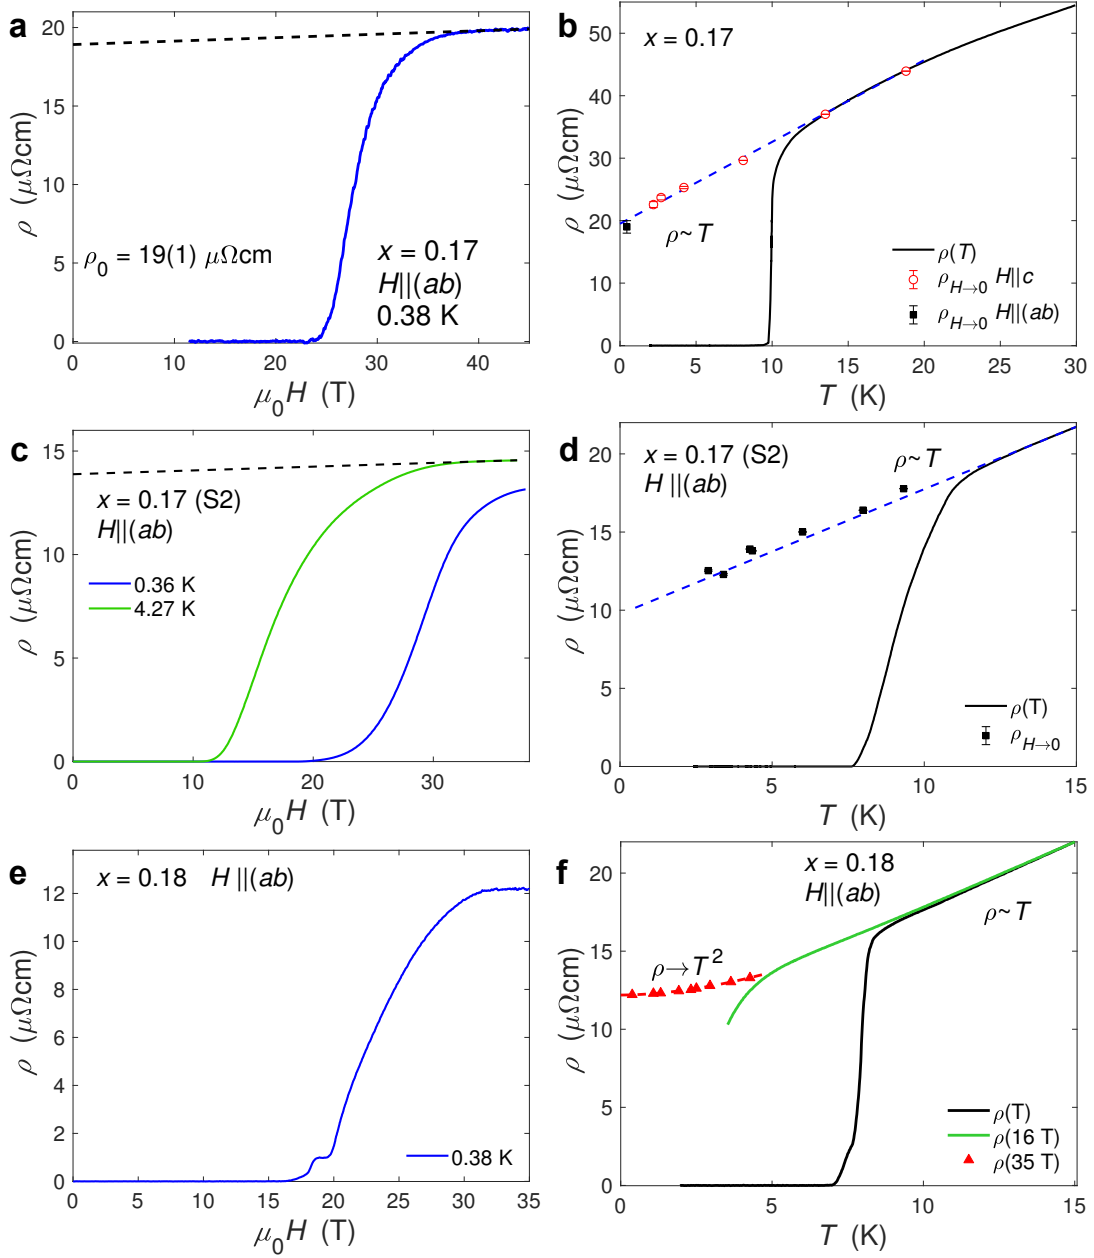 a
20
15
10
5
0
ρ (μΩcm)
ρ0 = 19(1) μΩcm
x = 0.17
H||(ab)
0.38 K
0 10 20 30 40
μ0H (T)
b
x = 0.17
50
40
30
20
10
0
ρ (μΩcm)
ρ~T
ρ(T)
ρH→0 H||c
ρH→0 H||(ab)
0 5 10 15 20 25 30
T (K)
c
15
10
5
0
ρ (μΩcm)
x = 0.17 (S2)
H||(ab)
0.36 K
4.27 K
0 10 20 30
μ0H (T)
d
x = 0.17 (S2)
H||(ab)
ρ~T
20
15
10
5
0
ρ (μΩcm)
ρ(T)
ρH→0
0 5 10 15
T (K)
e
x = 0.18 H||(ab)
12
10
8
6
4
2
0
ρ (μΩcm)
0.38 K
0 5 10 15 20 25 30 35
μ0H (T)
f
x = 0.18
H||(ab)
ρ~T
ρ→T²
20
15
10
5
0
ρ (μΩcm)
ρ(T)
ρ(16 T)
ρ(35 T)
0 5 10 15
T (K)